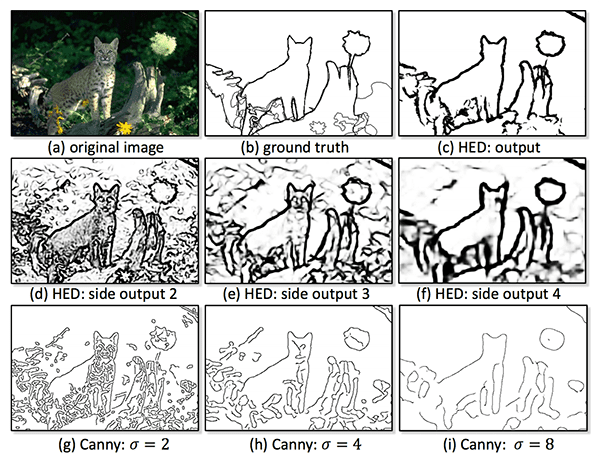 (a) original image
(b) ground truth
(c) HED: output
(d) HED: side output 2
(e) HED: side output 3
(f) HED: side output 4
(g) Canny: σ = 2
(h) Canny: σ = 4
(i) Canny: σ = 8